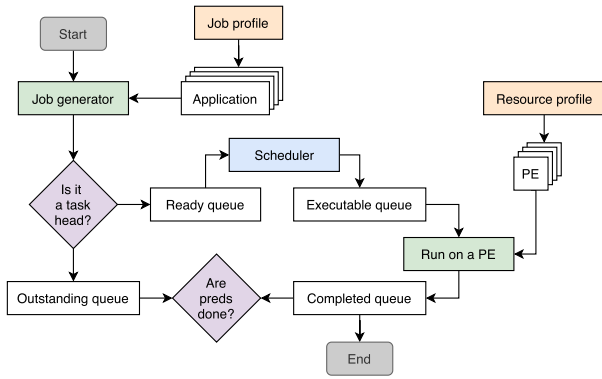 Start
Job profile
Job generator
Application
Resource profile
PE
Is it
a task
head?
Ready queue
Scheduler
Executable queue
Run on a PE
Outstanding queue
Are
preds
done?
Completed queue
End